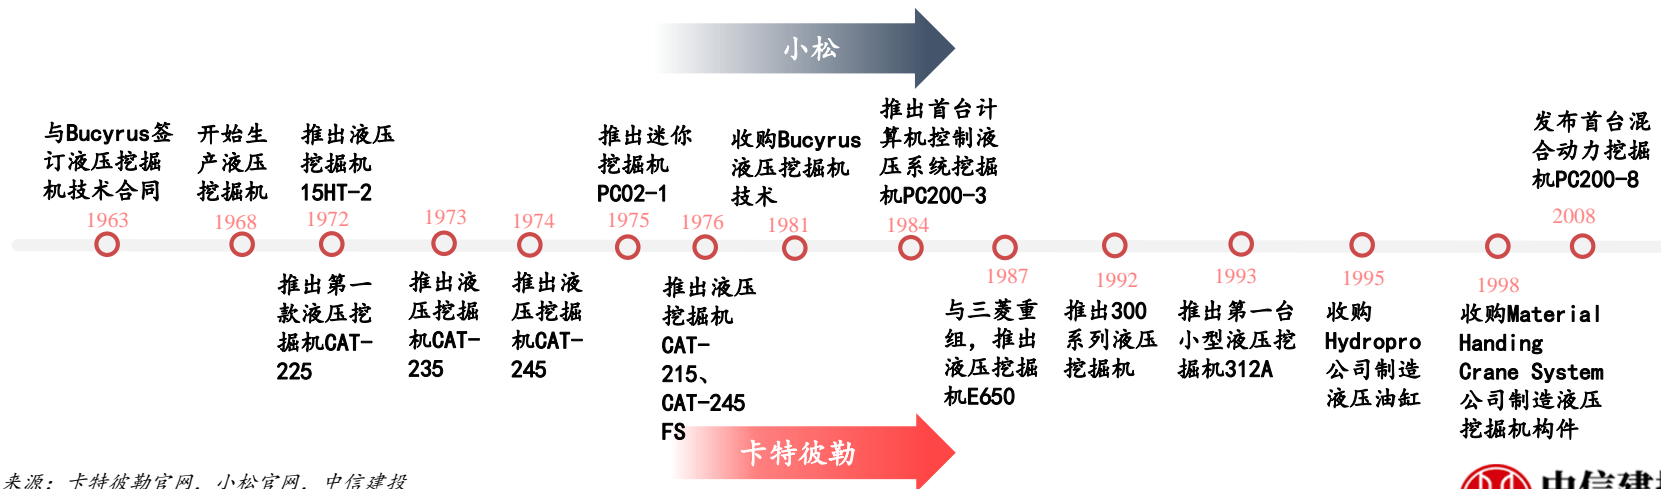 小松
与Bucyrus签
订液压挖掘
机技术合同
开始生
产液压
挖掘机
推出液压
挖掘机
15HT-2
推出迷你
挖掘机
PC02-1
收购Bucyrus
液压挖掘机
技术
推出首台计
算机控制液
压系统挖掘
机PC200-3
发布首台混
合动力挖掘
机PC200-8
1963
1968
1972
1973
1974
1975
1976
1981
1984
1987
1992
1993
1995
1998
2008
推出第一
款液压挖
掘机CAT-
225
推出液
压挖掘
机CAT-
235
推出液
压挖掘
机CAT-
245
推出液压
挖掘机
CAT-
215、
CAT-245
FS
与三菱重
组，推出
液压挖掘
机E650
推出300
系列液压
挖掘机
推出第一台
小型液压挖
掘机312A
收购
Hydropro
公司制造
液压油缸
收购Material
Handing
Crane System
公司制造液压
挖掘机构件
卡特彼勒
来源：卡特彼勒官网，小松官网，中信建投
中信建投